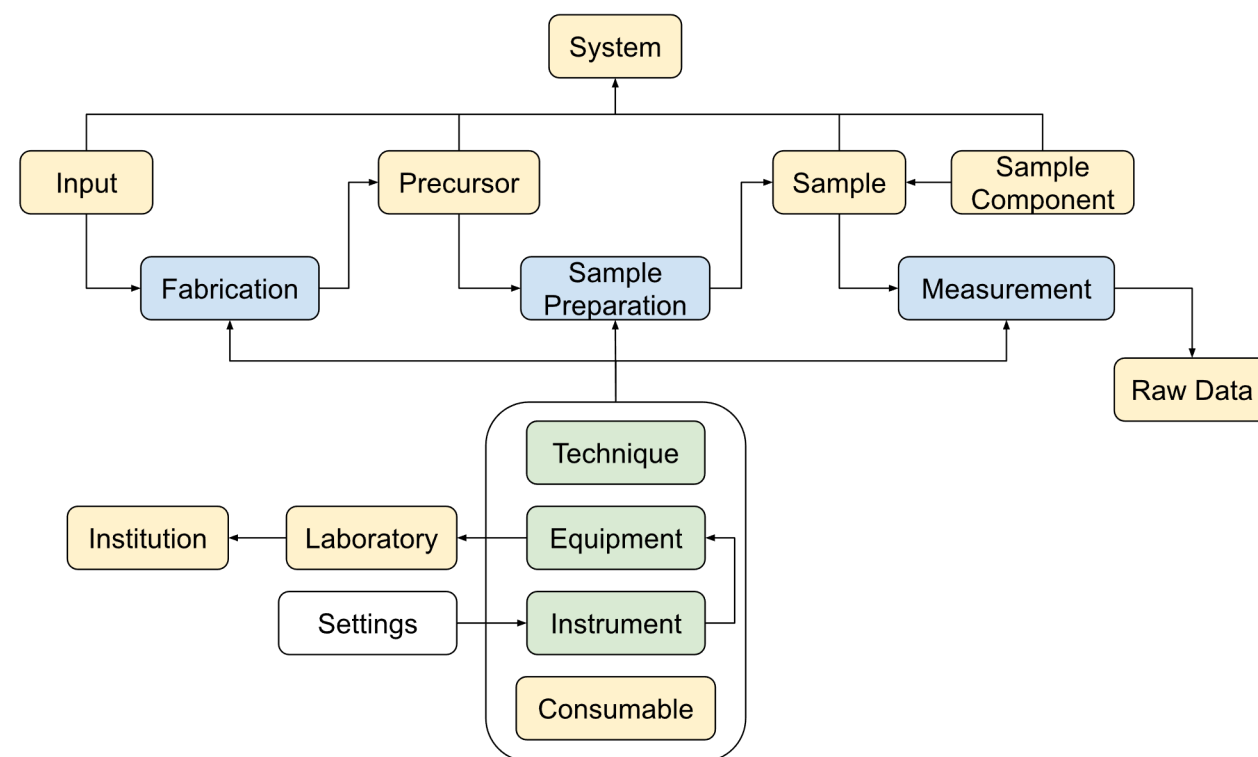 System
Input
Precursor
Sample
Sample
Component
Fabrication
Sample
Preparation
Measurement
Raw Data
Technique
Institution
Laboratory
Equipment
Settings
Instrument
Consumable